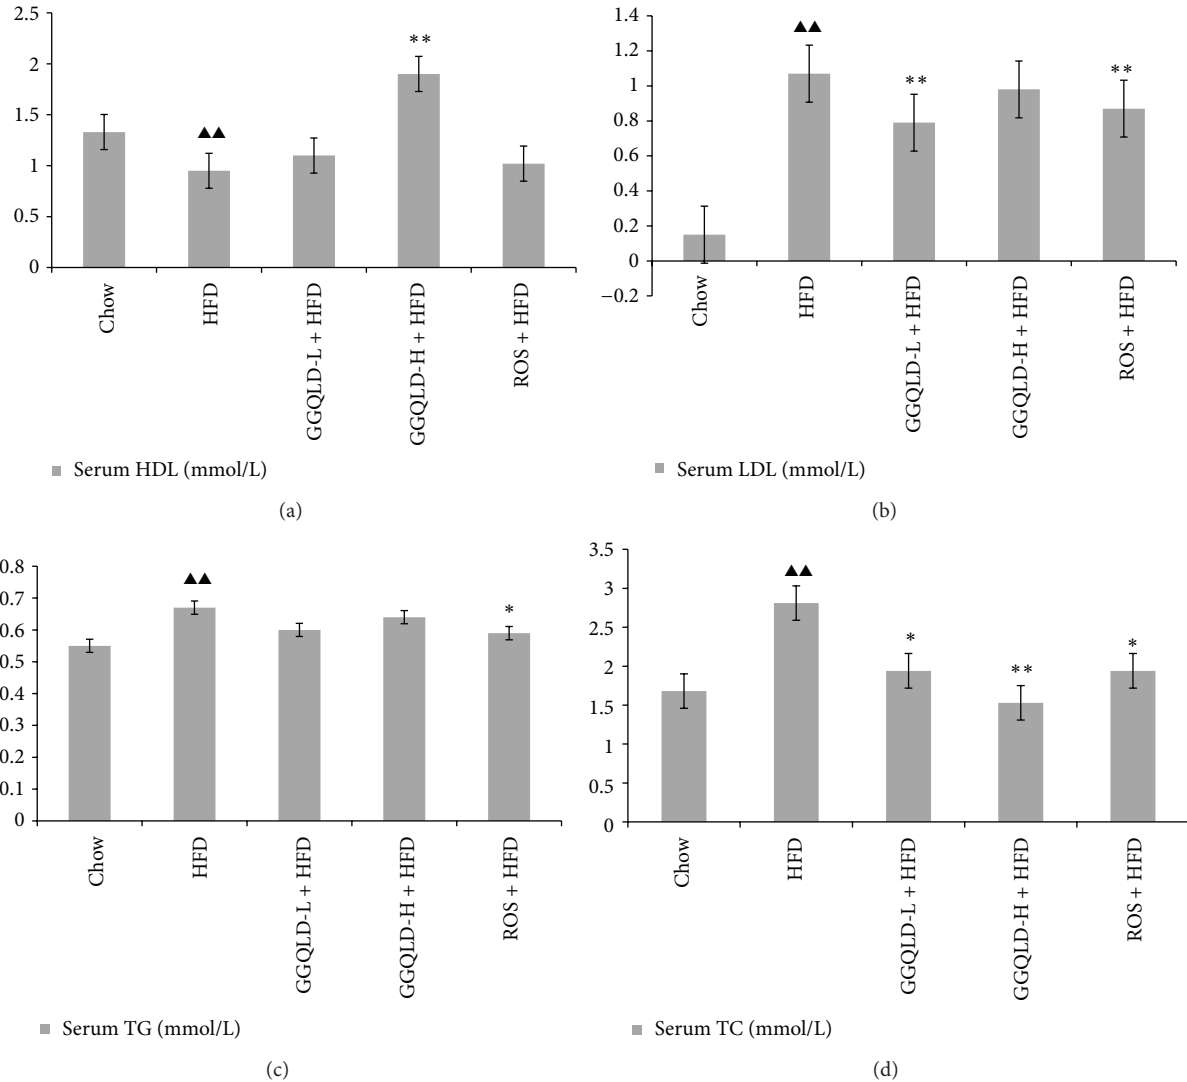 2.5
2
1.5
1
0.5
0
▲▲
**
Chow
HFD
GGQLD-L + HFD
GGQLD-H + HFD
ROS + HFD
Serum HDL (mmol/L)
(a)
1.4
1.2
1
0.8
0.6
0.4
0.2
0
−0.2
▲▲
**
**
Chow
HFD
GGQLD-L + HFD
GGQLD-H + HFD
ROS + HFD
Serum LDL (mmol/L)
(b)
0.8
0.7
0.6
0.5
0.4
0.3
0.2
0.1
0
▲▲
*
Chow
HFD
GGQLD-L + HFD
GGQLD-H + HFD
ROS + HFD
Serum TG (mmol/L)
(c)
3.5
3
2.5
2
1.5
1
0.5
0
▲▲
*
**
*
Chow
HFD
GGQLD-L + HFD
GGQLD-H + HFD
ROS + HFD
Serum TC (mmol/L)
(d)